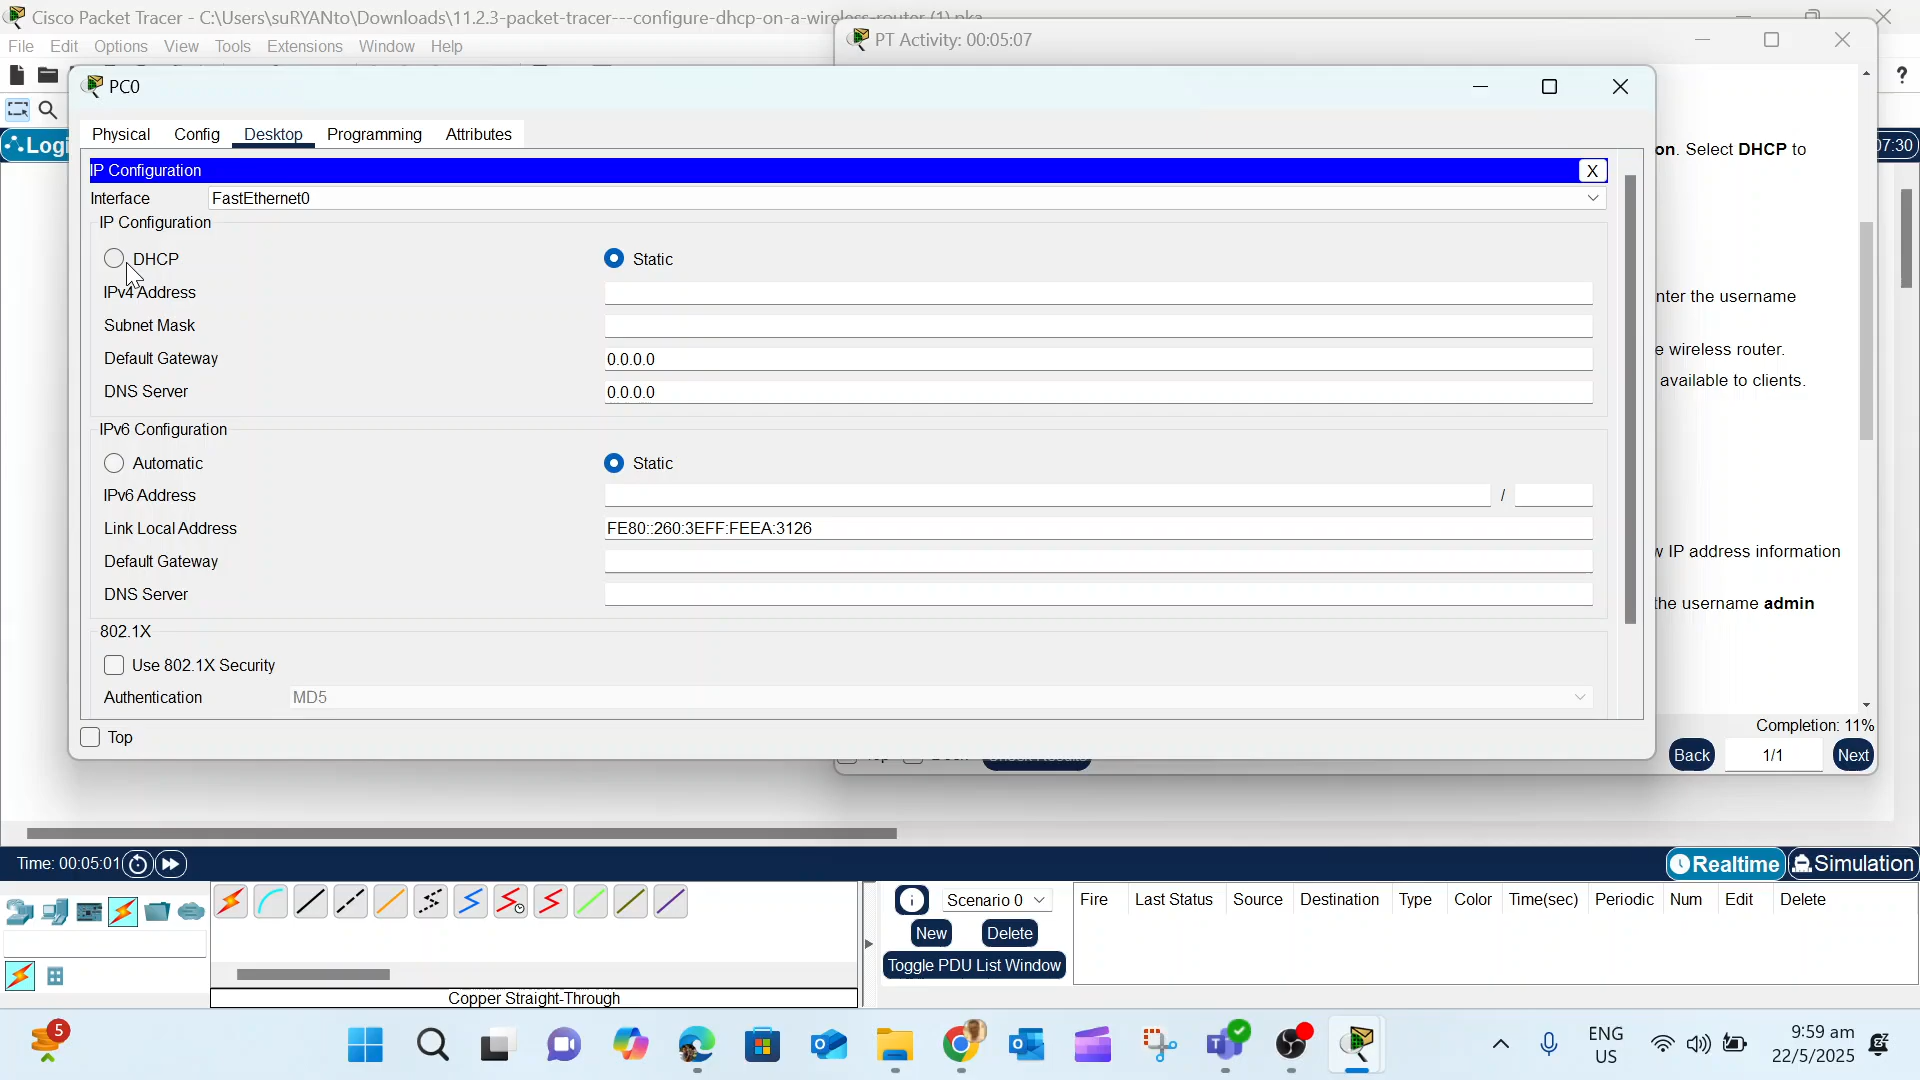 Cisco Packet Tracer - C:\Users\suRYANto\Downloads\11.2.3-packet-tracer---configure-dhcp-on-a-wireless-router (1).pka
File Edit Options View Tools Extensions Window Help
PT Activity: 00:05:07
?
PC0
Physical Config Desktop Programming Attributes
Logi
07:30
on. Select DHCP to
IP Configuration X
Interface FastEthernet0
IP Configuration
DHCP Static
IPv4 Address
Subnet Mask
Default Gateway 0.0.0.0
DNS Server 0.0.0.0
IPv6 Configuration
Automatic Static
IPv6 Address /
Link Local Address FE80::260:3EFF:FEEA:3126
Default Gateway
DNS Server
802.1X
Use 802.1X Security
Authentication MD5
Top
nter the username
e wireless router.
available to clients.
w IP address information
the username admin
Completion: 11%
Back 1/1 Next
Time: 00:05:01
Realtime Simulation
Scenario 0
New Delete
Toggle PDU List Window
Fire Last Status Source Destination Type Color Time(sec) Periodic Num Edit Delete
Copper Straight-Through
5
ENG
US
9:59 am
22/5/2025